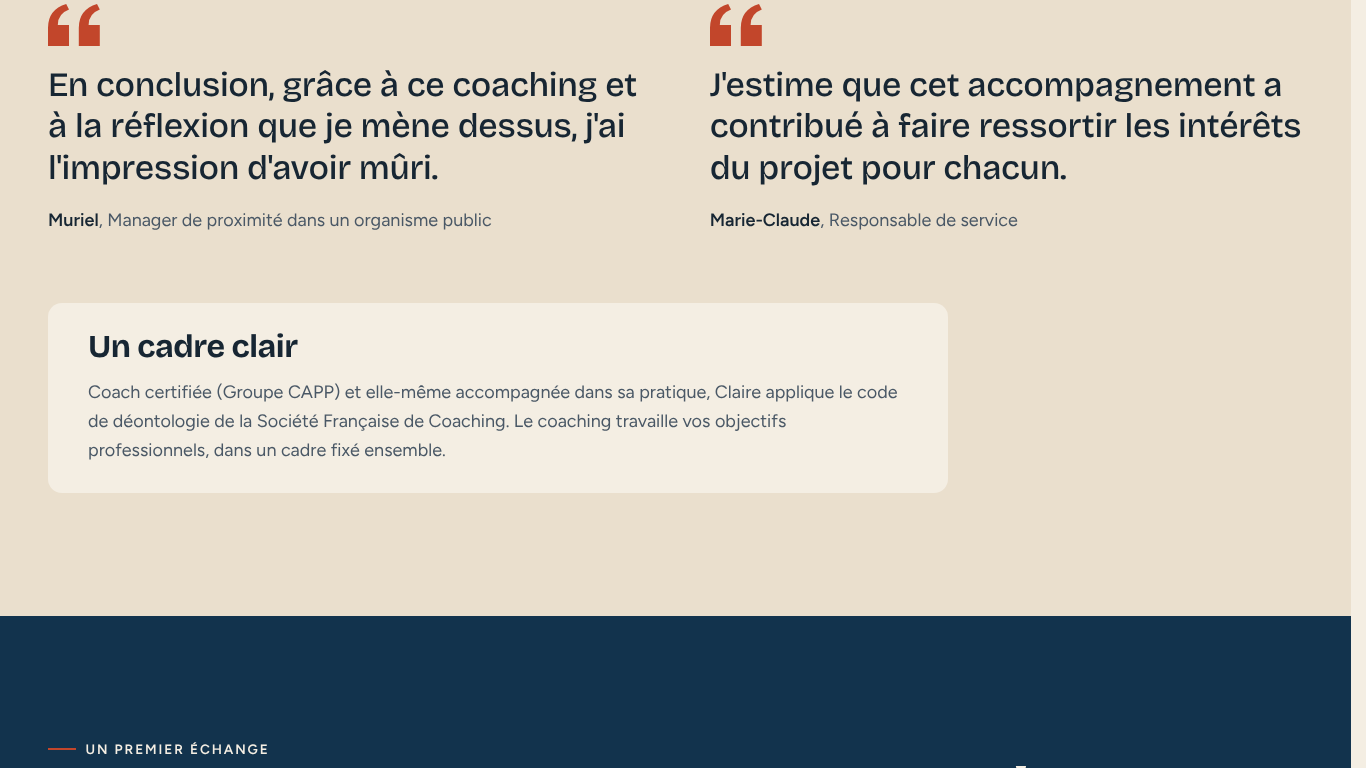 En conclusion, grâce à ce coaching et
à la réflexion que je mène dessus, j'ai
l'impression d'avoir mûri.
Muriel, Manager de proximité dans un organisme public
J'estime que cet accompagnement a
contribué à faire ressortir les intérêts
du projet pour chacun.
Marie-Claude, Responsable de service
Un cadre clair
Coach certifiée (Groupe CAPP) et elle-même accompagnée dans sa pratique, Claire applique le code
de déontologie de la Société Française de Coaching. Le coaching travaille vos objectifs
professionnels, dans un cadre fixé ensemble.
UN PREMIER ÉCHANGE